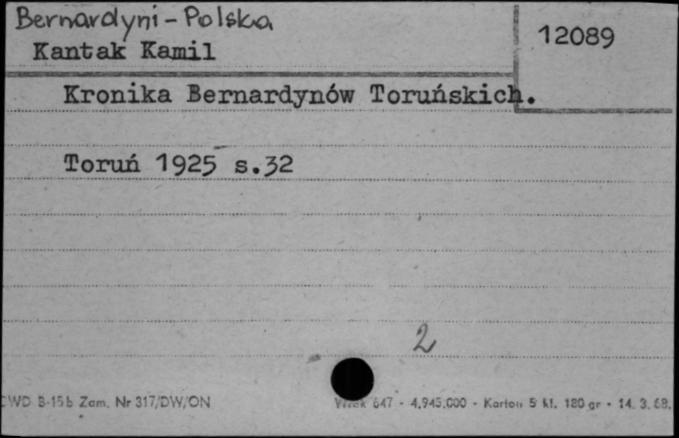 Bernardyni - Polska
Kantak Kamil
12089
Kronika Bernardynów Toruńskich.
Toruń 1925 s.32
2
CWD B-15b Zam. Nr 317/DW/ON
647 - 4.945.000 - Karton 5 kl. 180 gr - 14. 3. 68.